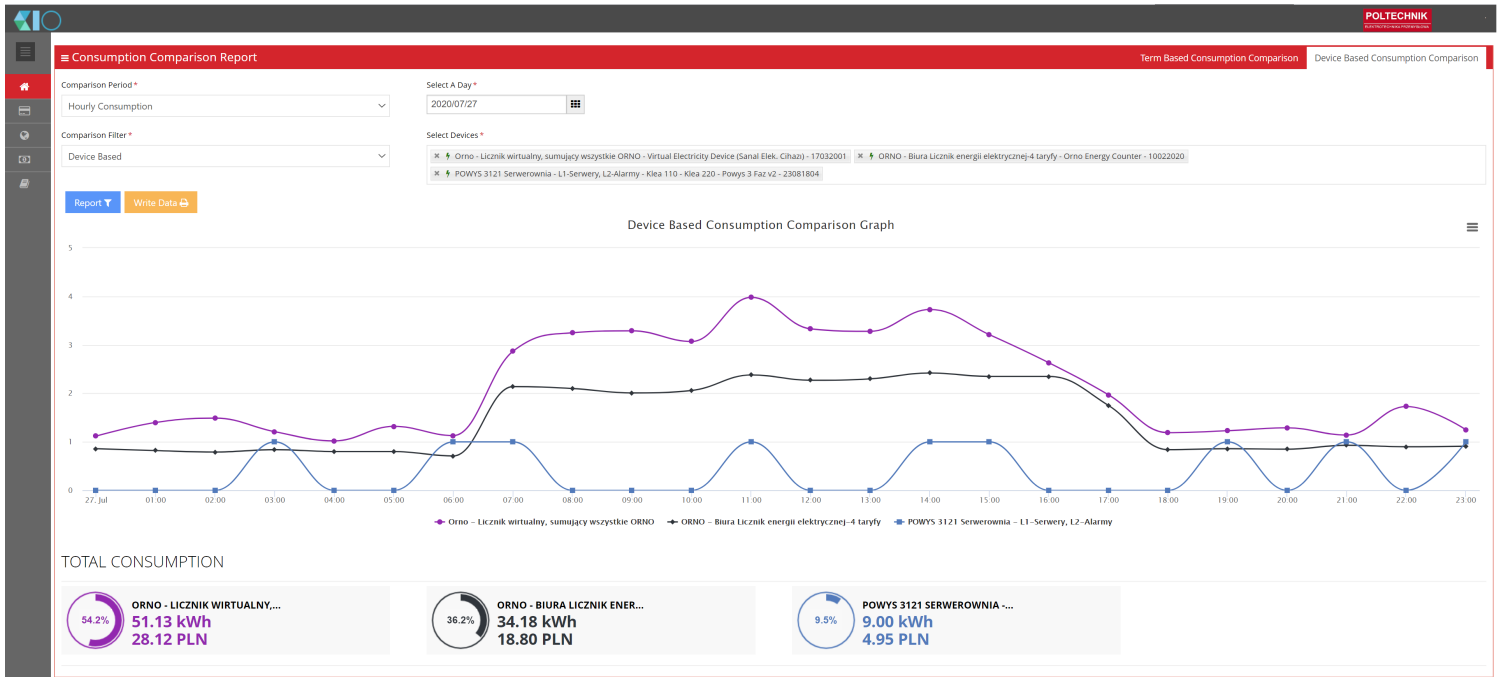 IO
POLTECHNIK
Consumption Comparison Report
Term Based Consumption Comparison
Device Based Consumption Comparison
Comparison Period *
Select A Day *
Hourly Consumption
2020/07/27
Comparison Filter *
Select Devices *
Device Based
× Orno - Licznik wirtualny, sumujący wszystkie ORNO - Virtual Electricity Device (Sanal Elek. Cihazı) - 17032001 × ORNO - Biura Licznik energii elektrycznej-4 taryfy - Orno Energy Counter - 10022020
× POWYS 3121 Serwerownia - L1-Serwery, L2-Alarmy - Klea 110 - Klea 220 - Powys 3 Faz v2 - 23081804
Report
Write Data
Device Based Consumption Comparison Graph
5
4
3
2
1
0
27. Jul 01:00 02:00 03:00 04:00 05:00 06:00 07:00 08:00 09:00 10:00 11:00 12:00 13:00 14:00 15:00 16:00 17:00 18:00 19:00 20:00 21:00 22:00 23:00
Orno – Licznik wirtualny, sumujący wszystkie ORNO
ORNO – Biura Licznik energii elektrycznej–4 taryfy
POWYS 3121 Serwerownia – L1–Serwery, L2–Alarmy
TOTAL CONSUMPTION
54.2%
ORNO - LICZNIK WIRTUALNY,...
51.13 kWh
28.12 PLN
36.2%
ORNO - BIURA LICZNIK ENER...
34.18 kWh
18.80 PLN
9.5%
POWYS 3121 SERWEROWNIA -...
9.00 kWh
4.95 PLN